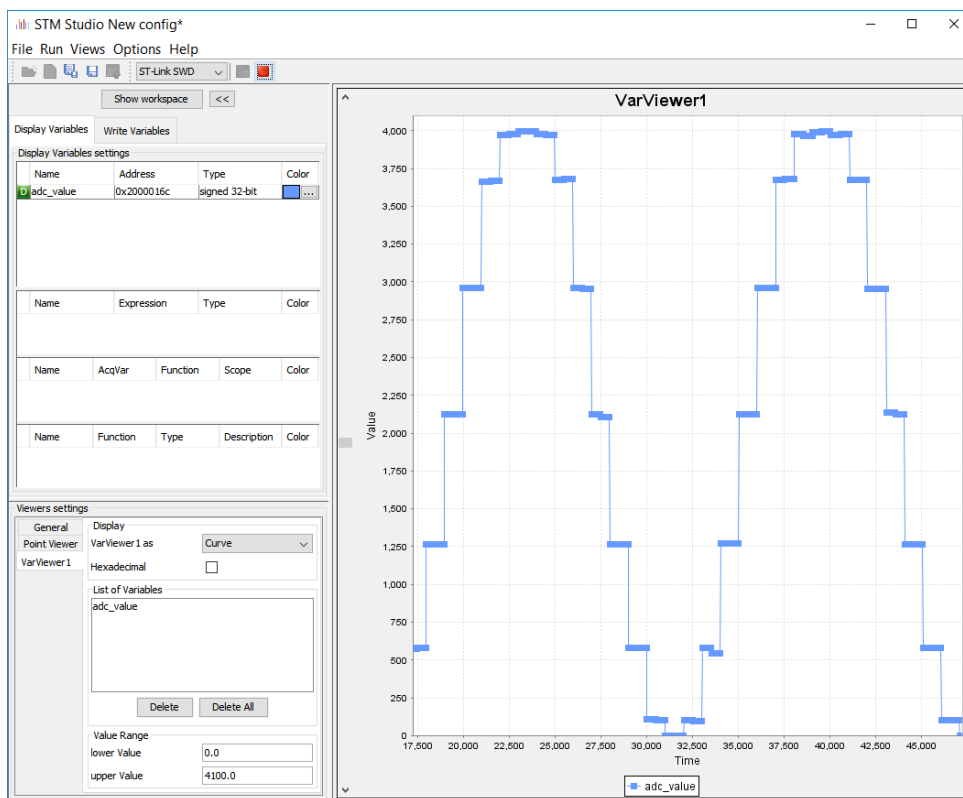 STM Studio New config*
File Run Views Options Help
ST-Link SWD
Show workspace <<
Display Variables Write Variables
Display Variables settings
Name Address Type Color
D adc_value 0x2000016c signed 32-bit ...
Name Expression Type Color
Name AcqVar Function Scope Color
Name Function Type Description Color
Viewers settings
General
Point Viewer
VarViewer1
Display
VarViewer1 as Curve
Hexadecimal
List of Variables
adc_value
Delete Delete All
Value Range
lower Value 0.0
upper Value 4100.0
VarViewer1
4,000
3,750
3,500
3,250
3,000
2,750
2,500
2,250
2,000
1,750
1,500
1,250
1,000
750
500
250
0
Value
17,500 20,000 22,500 25,000 27,500 30,000 32,500 35,000 37,500 40,000 42,500 45,000
Time
adc_value